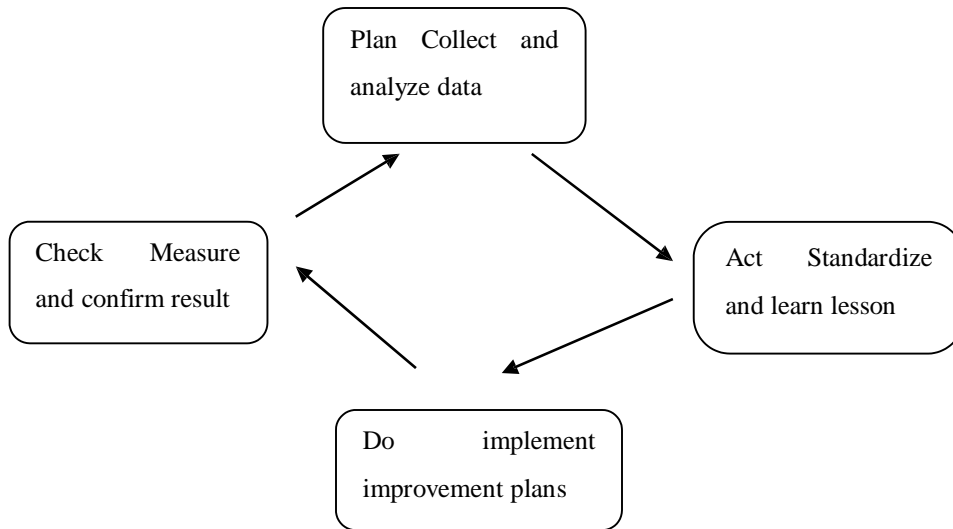 Plan Collect and
analyze data
Check Measure
and confirm result
Act Standardize
and learn lesson
Do implement
improvement plans